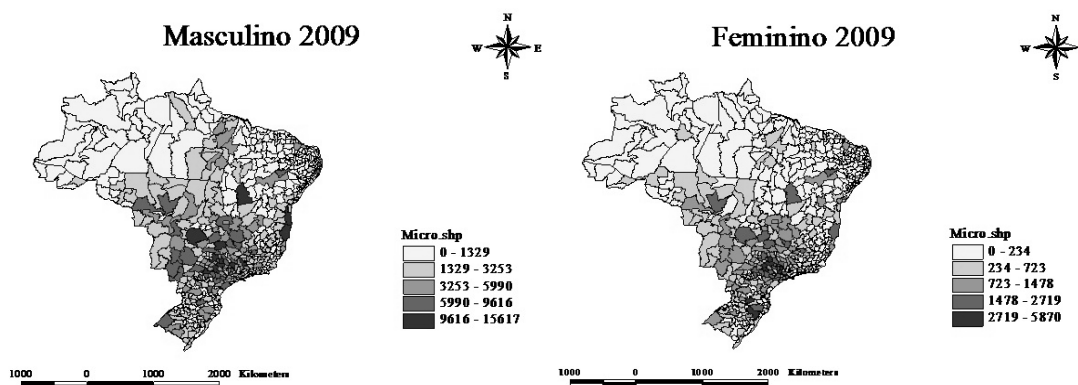 Masculino 2009
N
W E
S
Micro.shp
0 - 1329
1329 - 3253
3253 - 5990
5990 - 9616
9616 - 15617
1000 0 1000 2000 Kilometers
Feminino 2009
N
W E
S
Micro.shp
0 - 234
234 - 723
723 - 1478
1478 - 2719
2719 - 5870
1000 0 1000 2000 Kilometers